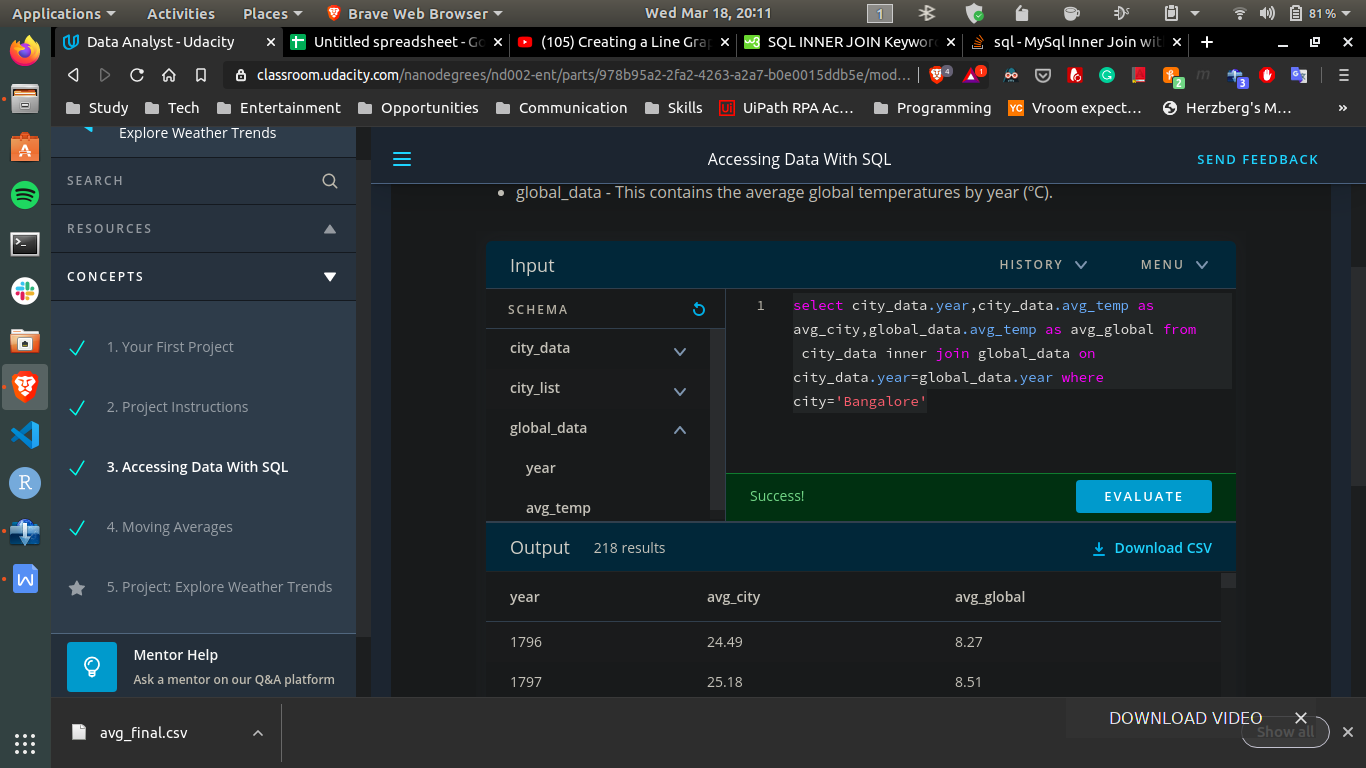 Applications Activities Places Brave Web Browser Wed Mar 18, 20:11 1 81%
Data Analyst - Udacity Untitled spreadsheet - Go (105) Creating a Line Gra SQL INNER JOIN Keywor sql - MySql Inner Join wit
classroom.udacity.com/nanodegrees/nd002-ent/parts/978b95a2-2fa2-4263-a2a7-b0e0015ddb5e/mod... 4 1 2 m 3
Study Tech Entertainment Opportunities Communication Skills UiPath RPA Ac... Programming YC Vroom expect... Herzberg's M... »
Explore Weather Trends
SEARCH
RESOURCES
CONCEPTS
1. Your First Project
2. Project Instructions
3. Accessing Data With SQL
4. Moving Averages
5. Project: Explore Weather Trends
Mentor Help
Ask a mentor on our Q&A platform
Accessing Data With SQL SEND FEEDBACK
• global_data - This contains the average global temperatures by year (°C).
Input HISTORY MENU
SCHEMA
city_data
city_list
global_data
year
avg_temp
1 select city_data.year,city_data.avg_temp as
avg_city,global_data.avg_temp as avg_global from
city_data inner join global_data on
city_data.year=global_data.year where
city='Bangalore'
Success! EVALUATE
Output 218 results Download CSV
year avg_city avg_global
1796 24.49 8.27
1797 25.18 8.51
avg_final.csv
DOWNLOAD VIDEO
Show all